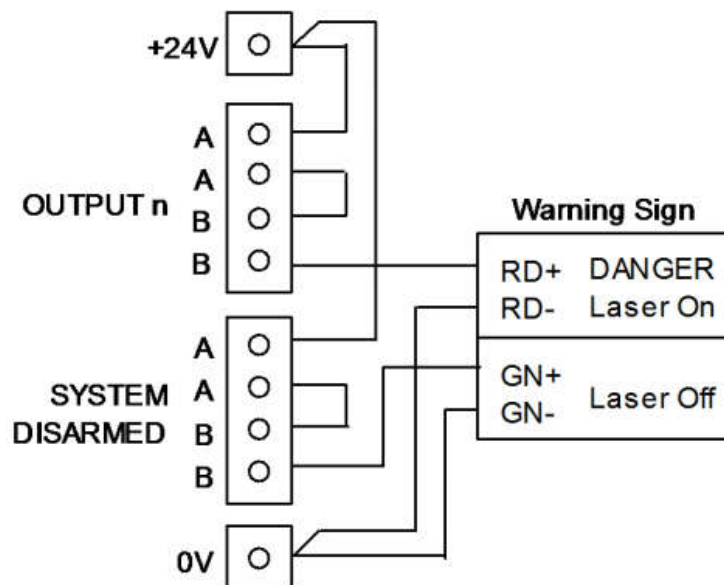 +24V
A
A
OUTPUT n
B
B
Warning Sign
RD+ DANGER
RD- Laser On
GN+
GN- Laser Off
A
A
SYSTEM
DISARMED
B
B
0V